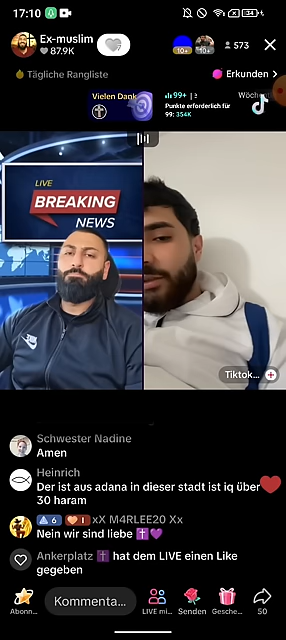 17:10
34
Ex-muslim
87.9K
10+
10+
573
Tägliche Rangliste
Erkunden >
Vielen Dank
99+
Punkte erforderlich für
99: 354K
LIVE
BREAKING
NEWS
Tiktok...
Schwester Nadine
Amen
Heinrich
Der ist aus adana in dieser stadt ist iq über
30 haram
6 1 xX M4RLEE20 Xx
Nein wir sind liebe ✝️💜
Ankerplatz ✝️ hat dem LIVE einen Like
gegeben
Abonn...
Kommenta...
LIVE mi...
Senden
Gesche...
50